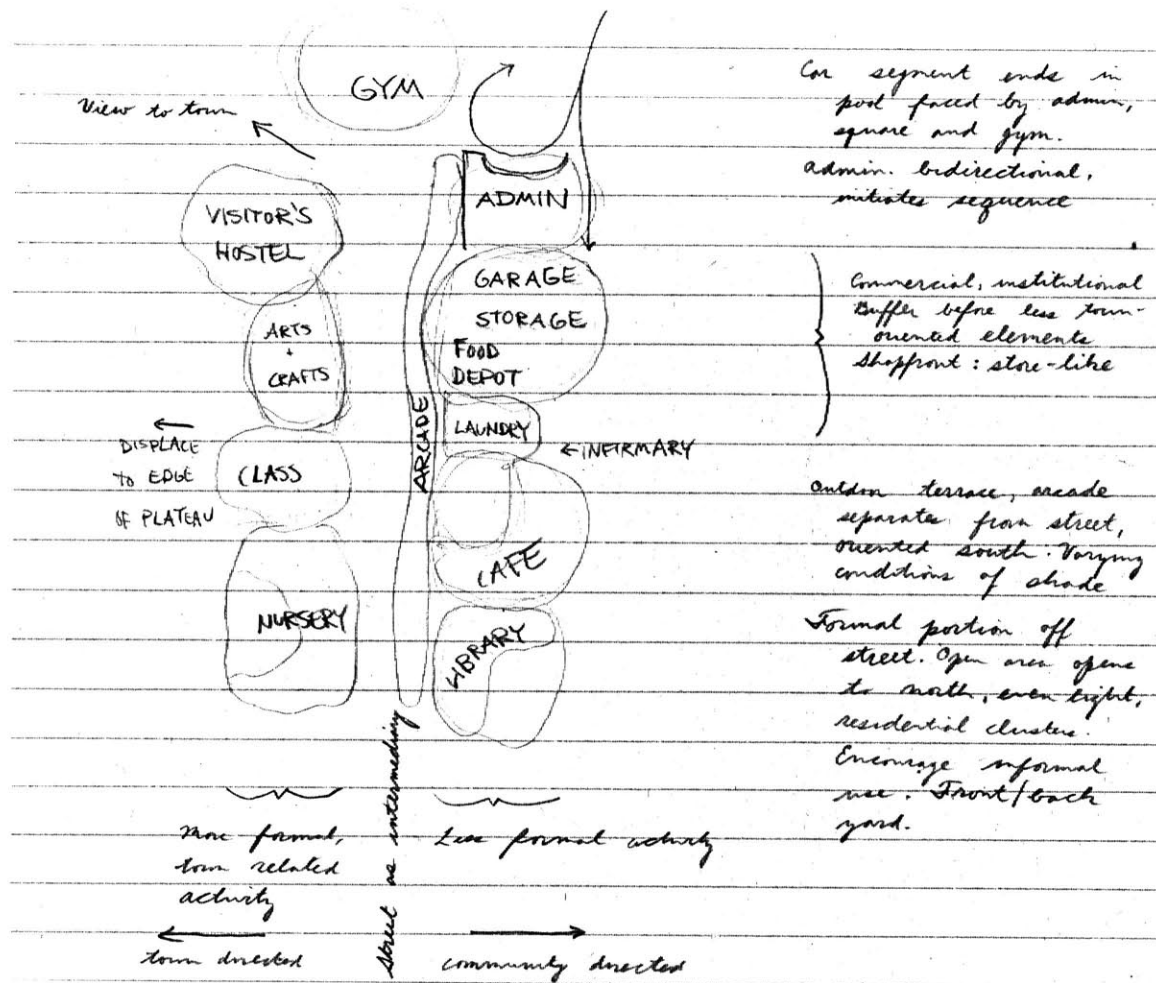 GYM
View to town
VISITOR'S
HOSTEL
ARTS
+
CRAFTS
← DISPLACE
TO EDGE
OF PLATEAU
CLASS
NURSERY
ARCADE
ADMIN
GARAGE
STORAGE
FOOD
DEPOT
LAUNDRY
← INFIRMARY
CAFE
LIBRARY
Street as intermediary
More formal,
town related
activity
Less formal activity
town directed
community directed
Car segment ends in
pool faced by admin,
square and gym.
Admin. bidirectional,
initiates sequence
Commercial, institutional
Buffer before less town-
oriented elements
Shopfront : store-like
Outdoor terrace, arcade
separates from street,
oriented south. Varying
conditions of shade
Formal portion off
street. Open area opens
to north, even light,
residential clusters.
Encourage informal
use. Front/back
yard.